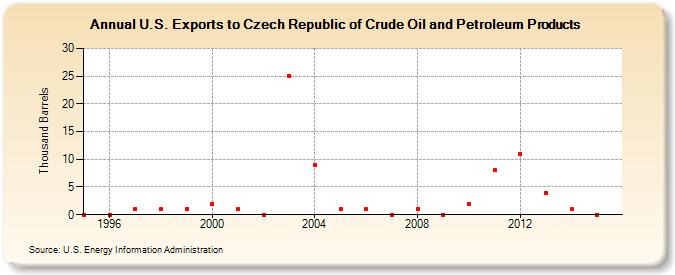 Annual U.S. Exports to Czech Republic of Crude Oil and Petroleum Products
Thousand Barrels
30
25
20
15
10
5
0
1996 2000 2004 2008 2012
Source: U.S. Energy Information Administration